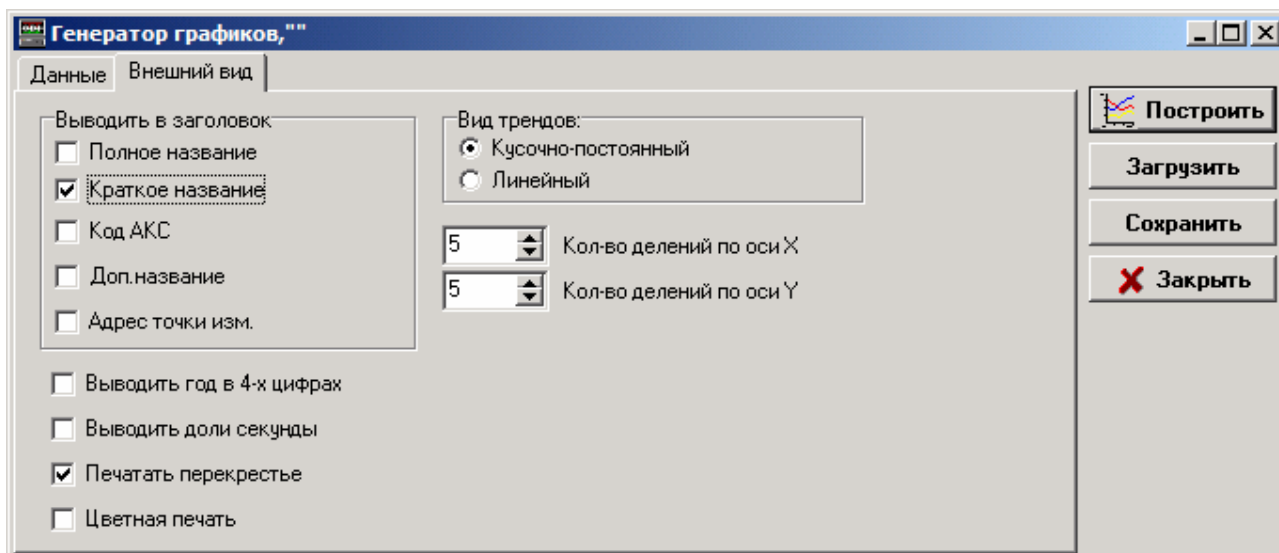 Генератор графиков,""
Данные
Внешний вид
Выводить в заголовок
Полное название
Краткое название
Код АКС
Доп.название
Адрес точки изм.
Выводить год в 4-х цифрах
Выводить доли секунды
Печатать перекрестье
Цветная печать
Вид трендов:
Кусочно-постоянный
Линейный
5 Кол-во делений по оси X
5 Кол-во делений по оси Y
Построить
Загрузить
Сохранить
Закрыть